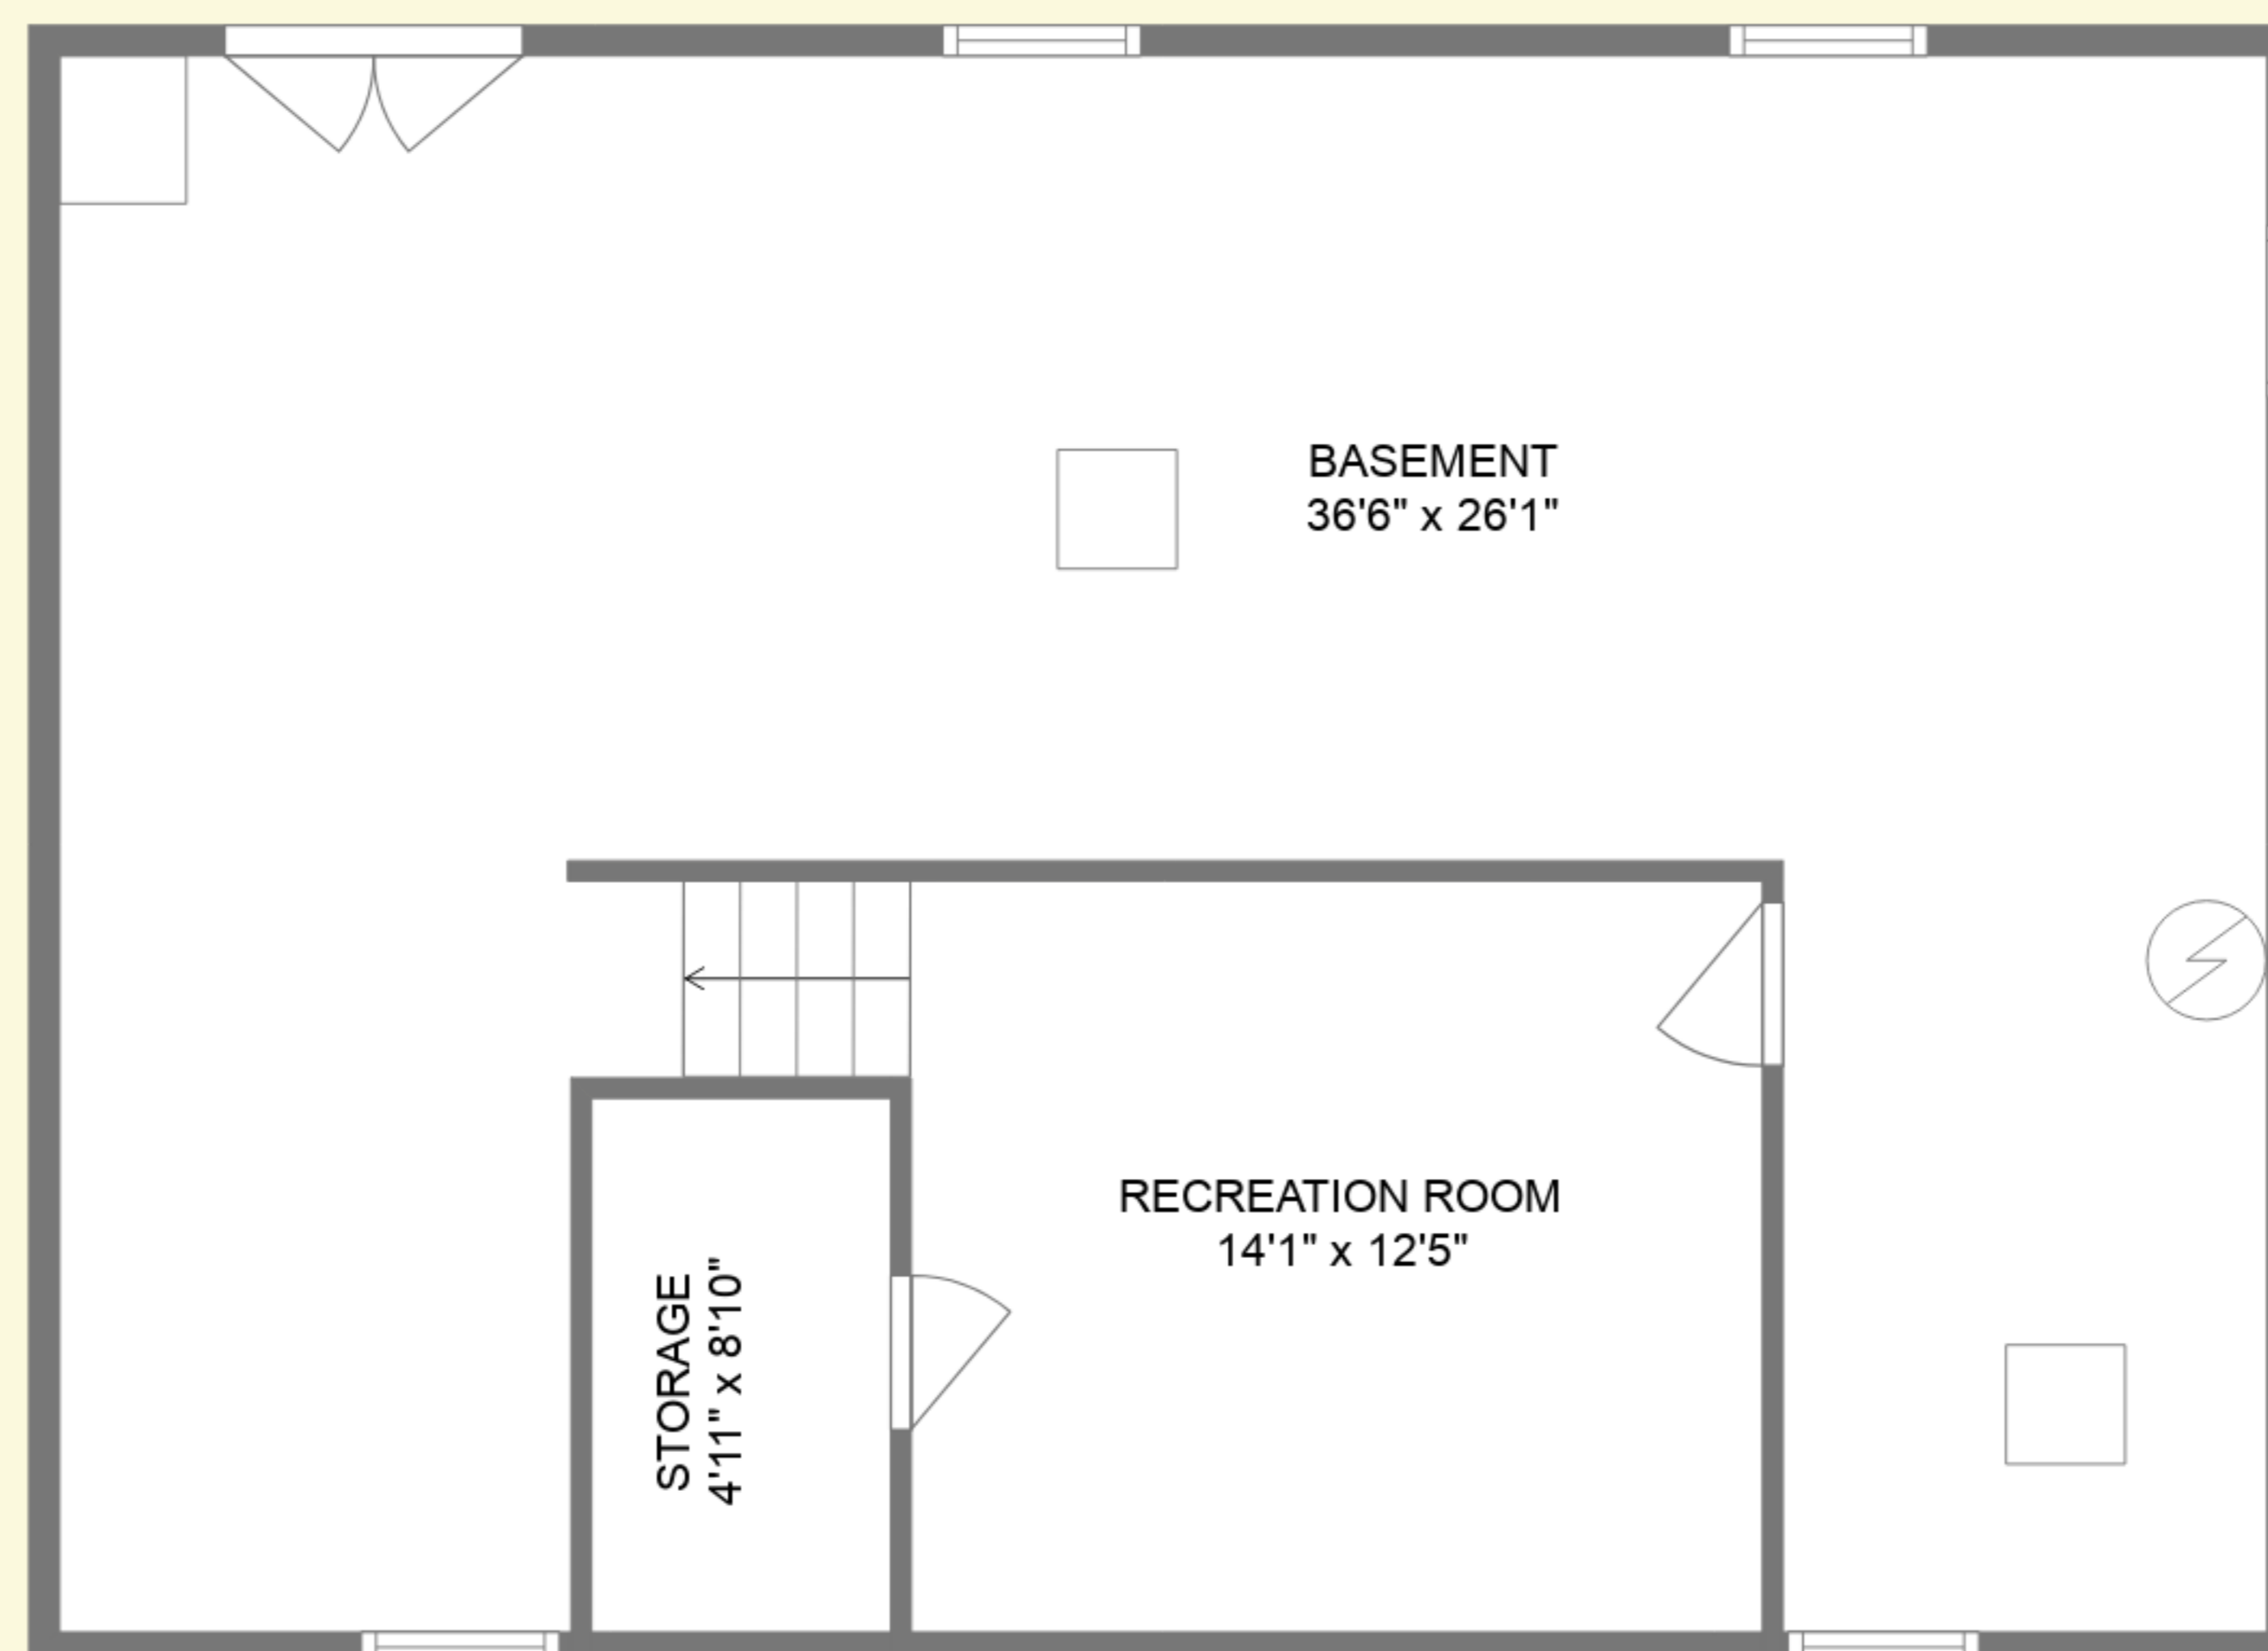 BASEMENT
36'6" x 26'1"
RECREATION ROOM
14'1" x 12'5"
STORAGE
4'11" x 8'10"